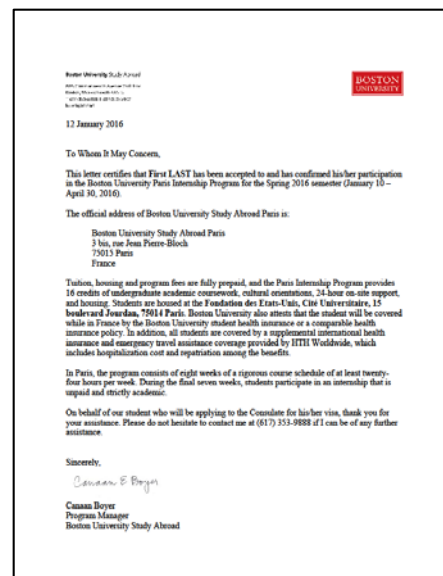 Boston University Study Abroad
BOSTON
UNIVERSITY
12 January 2016
To Whom It May Concern,
This letter certifies that First LAST has been accepted to and has confirmed his/her participation
in the Boston University Paris Internship Program for the Spring 2016 semester (January 10 –
April 30, 2016).
The official address of Boston University Study Abroad Paris is:
Boston University Study Abroad Paris
3 bis, rue Jean Pierre-Bloch
75015 Paris
France
Tuition, housing and program fees are fully prepaid, and the Paris Internship Program provides
16 credits of undergraduate academic coursework, cultural orientations, 24-hour on-site support,
and housing. Students are housed at the Fondation des Etats-Unis, Cité Universitaire, 15
boulevard Jourdan, 75014 Paris. Boston University also attests that the student will be covered
while in France by the Boston University student health insurance or a comparable health
insurance policy. In addition, all students are covered by a supplemental international health
insurance and emergency travel assistance coverage provided by HTH Worldwide, which
includes hospitalization cost and repatriation among the benefits.
In Paris, the program consists of eight weeks of a rigorous course schedule of at least twenty-
four hours per week. During the final seven weeks, students participate in an internship that is
unpaid and strictly academic.
On behalf of our student who will be applying to the Consulate for his/her visa, thank you for
your assistance. Please do not hesitate to contact me at (617) 353-9888 if I can be of any further
assistance.
Sincerely,
Canaan E Boyer
Canaan Boyer
Program Manager
Boston University Study Abroad